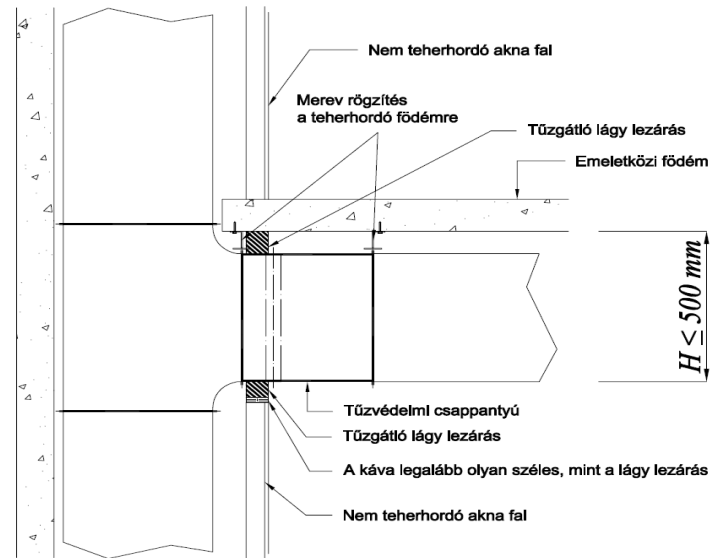 Nem teherhordó akna fal
Merev rögzítés
a teherhordó födémre
Tűzgátló lágy lezárás
Emeletközi födém
H ≤ 500 mm
Tűzvédelmi csappantyú
Tűzgátló lágy lezárás
A káva legalább olyan széles, mint a lágy lezárás
Nem teherhordó akna fal